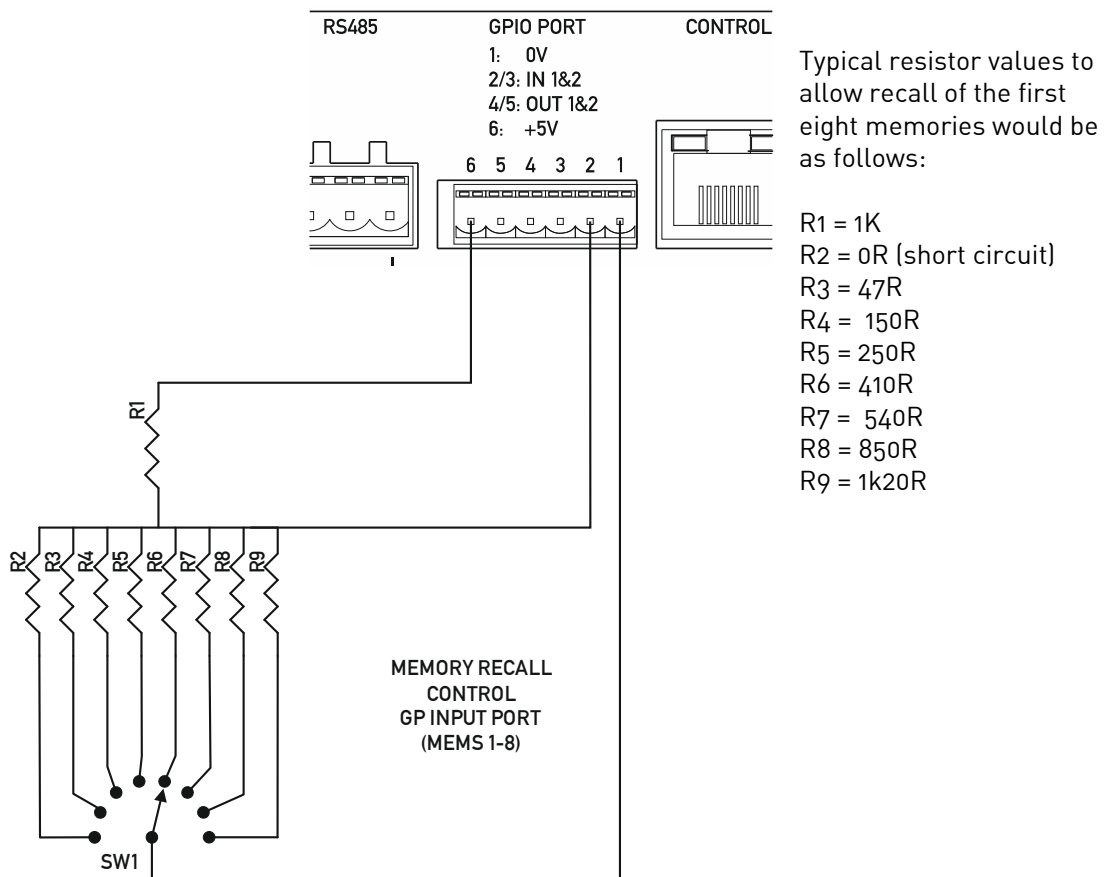 RS485
GPIO PORT
CONTROL
1: 0V
2/3: IN 1&2
4/5: OUT 1&2
6: +5V
6 5 4 3 2 1
Typical resistor values to
allow recall of the first
eight memories would be
as follows:
R1 = 1K
R2 = 0R (short circuit)
R3 = 47R
R4 = 150R
R5 = 250R
R6 = 410R
R7 = 540R
R8 = 850R
R9 = 1k20R
R1
R2 R3 R4 R5 R6 R7 R8 R9
MEMORY RECALL
CONTROL
GP INPUT PORT
(MEMS 1-8)
SW1